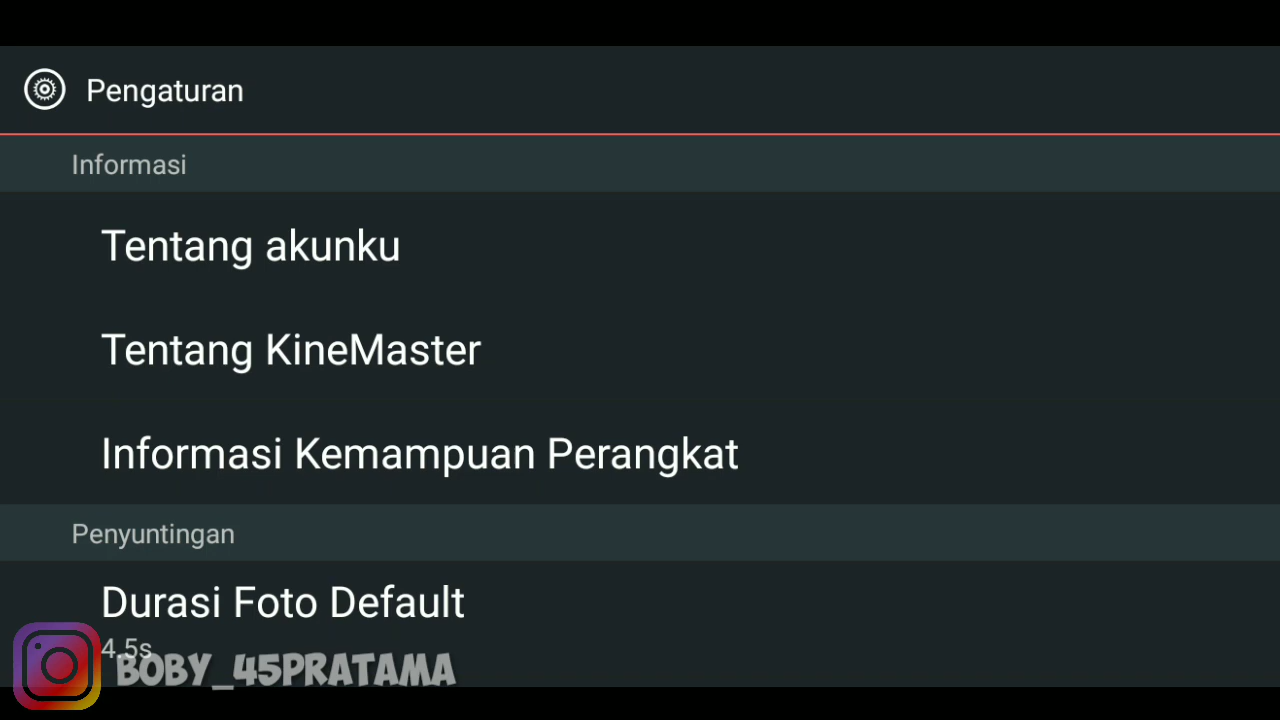 Pengaturan
Informasi
Tentang akunku
Tentang KineMaster
Informasi Kemampuan Perangkat
Penyuntingan
Durasi Foto Default
4.5s
BOBY_45PRATAMA